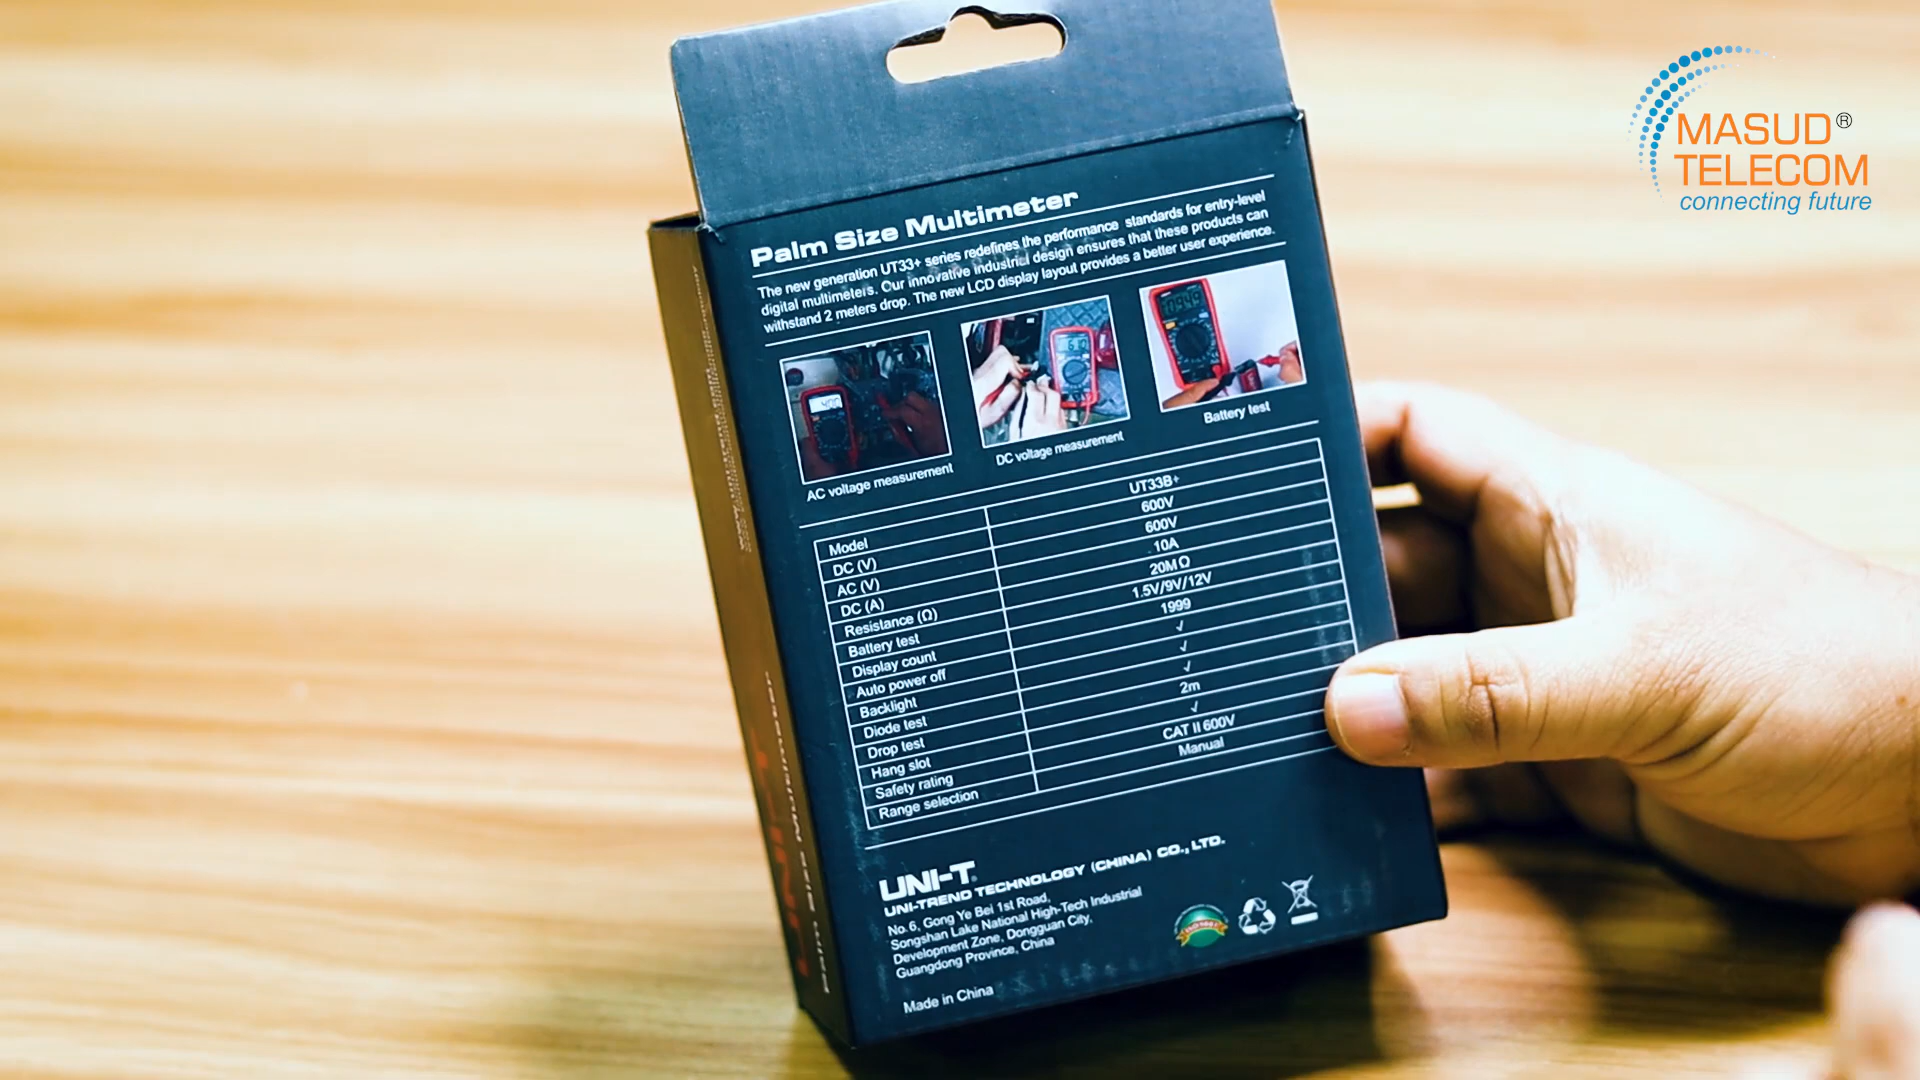 MASUD®
TELECOM
connecting future
Palm Size Multimeter
The new generation UT33+ series redefines the performance standards for entry-level
digital multimeters. Our innovative industrial design ensures that these products can
withstand 2 meters drop. The new LCD display layout provides a better user experience.
AC voltage measurement
DC voltage measurement
Battery test
Model UT33B+
DC (V) 600V
AC (V) 600V
DC (A) 10A
Resistance (Ω) 20MΩ
Battery test 1.5V/9V/12V
Display count 1999
Auto power off √
Backlight √
Diode test √
Drop test 2m
Hang slot √
Safety rating CAT II 600V
Range selection Manual
UNI-T®
UNI-TREND TECHNOLOGY (CHINA) CO., LTD.
No. 6, Gong Ye Bei 1st Road,
Songshan Lake National High-Tech Industrial
Development Zone, Dongguan City,
Guangdong Province, China
Made in China
Palm Size Multimeter